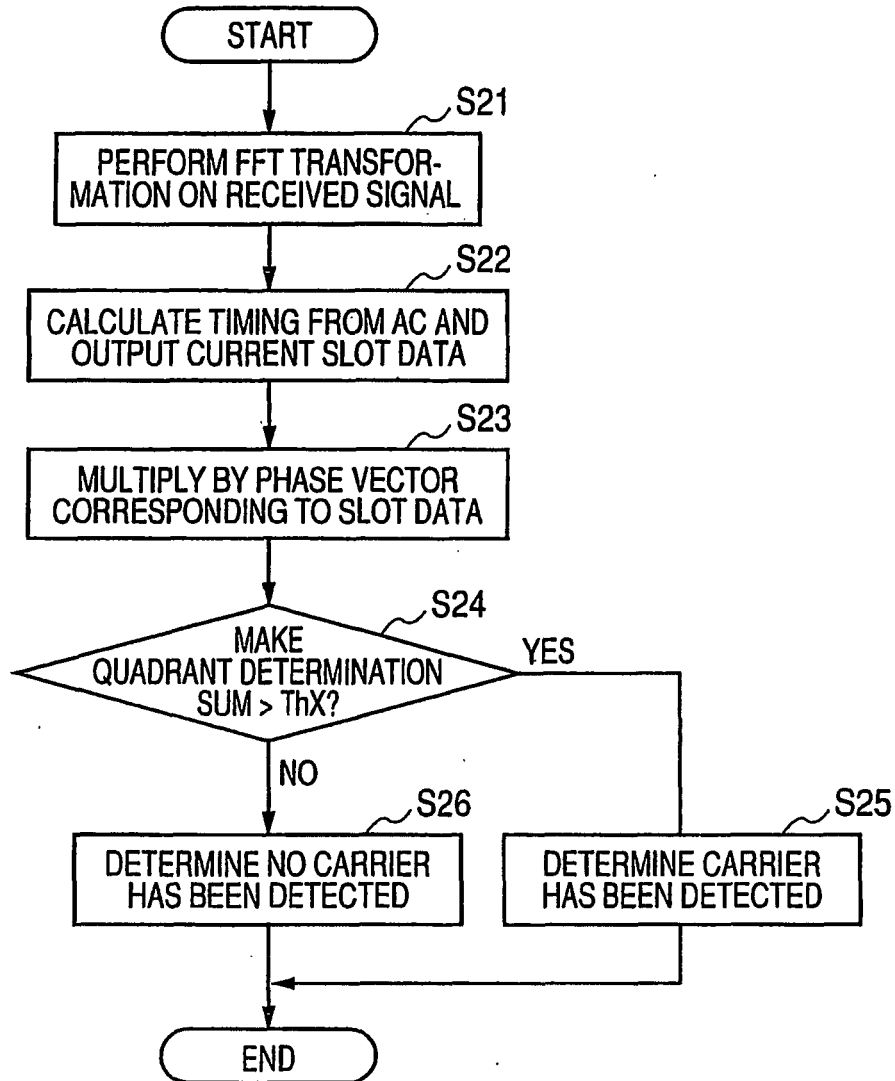 START
S21
PERFORM FFT TRANSFOR-
MATION ON RECEIVED SIGNAL
S22
CALCULATE TIMING FROM AC AND
OUTPUT CURRENT SLOT DATA
S23
MULTIPLY BY PHASE VECTOR
CORRESPONDING TO SLOT DATA
S24
MAKE
QUADRANT DETERMINATION
SUM > ThX?
YES
NO
S26
DETERMINE NO CARRIER
HAS BEEN DETECTED
S25
DETERMINE CARRIER
HAS BEEN DETECTED
END